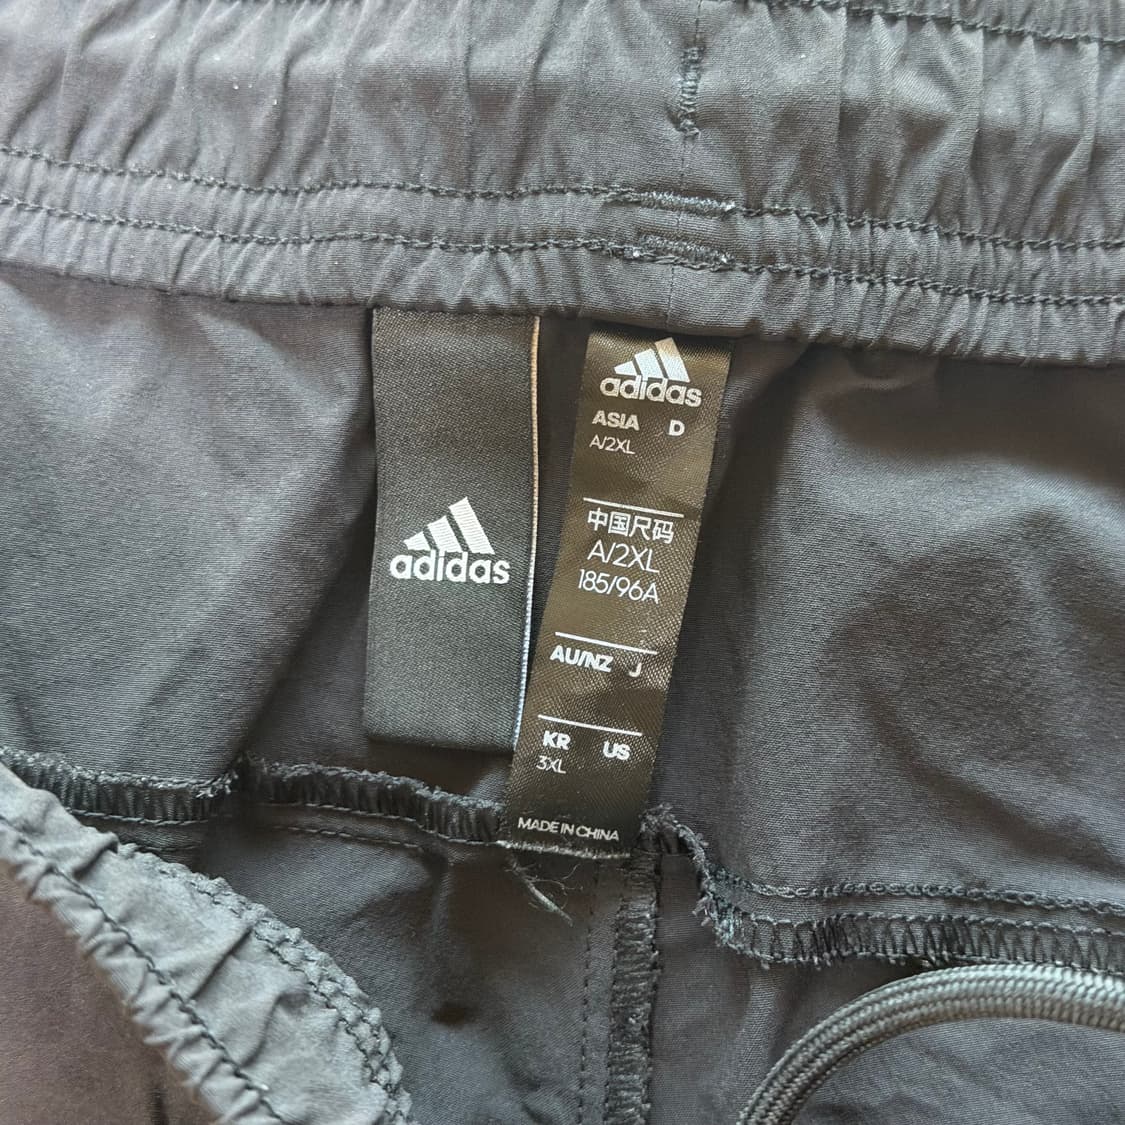 adidas
adidas
ASIA D
A/2XL
中国尺码
A/2XL
185/96A
AU/NZ J
KR US
3XL
MADE IN CHINA